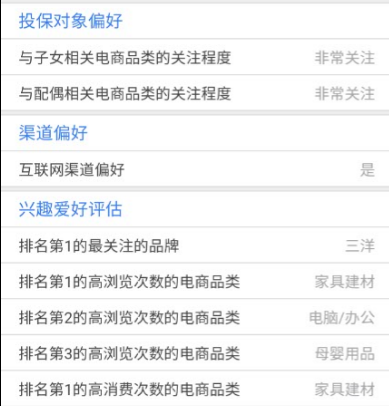 投保对象偏好
与子女相关电商品类的关注程度 非常关注
与配偶相关电商品类的关注程度 非常关注
渠道偏好
互联网渠道偏好 是
兴趣爱好评估
排名第1的最关注的品牌 三洋
排名第1的高浏览次数的电商品类 家具建材
排名第2的高浏览次数的电商品类 电脑/办公
排名第3的高浏览次数的电商品类 母婴用品
排名第1的高消费次数的电商品类 家具建材